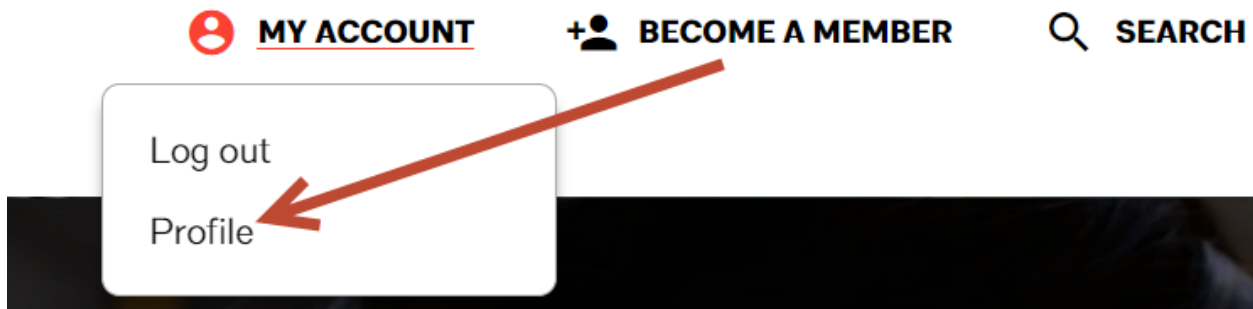 MY ACCOUNT
BECOME A MEMBER
SEARCH
Log out
Profile